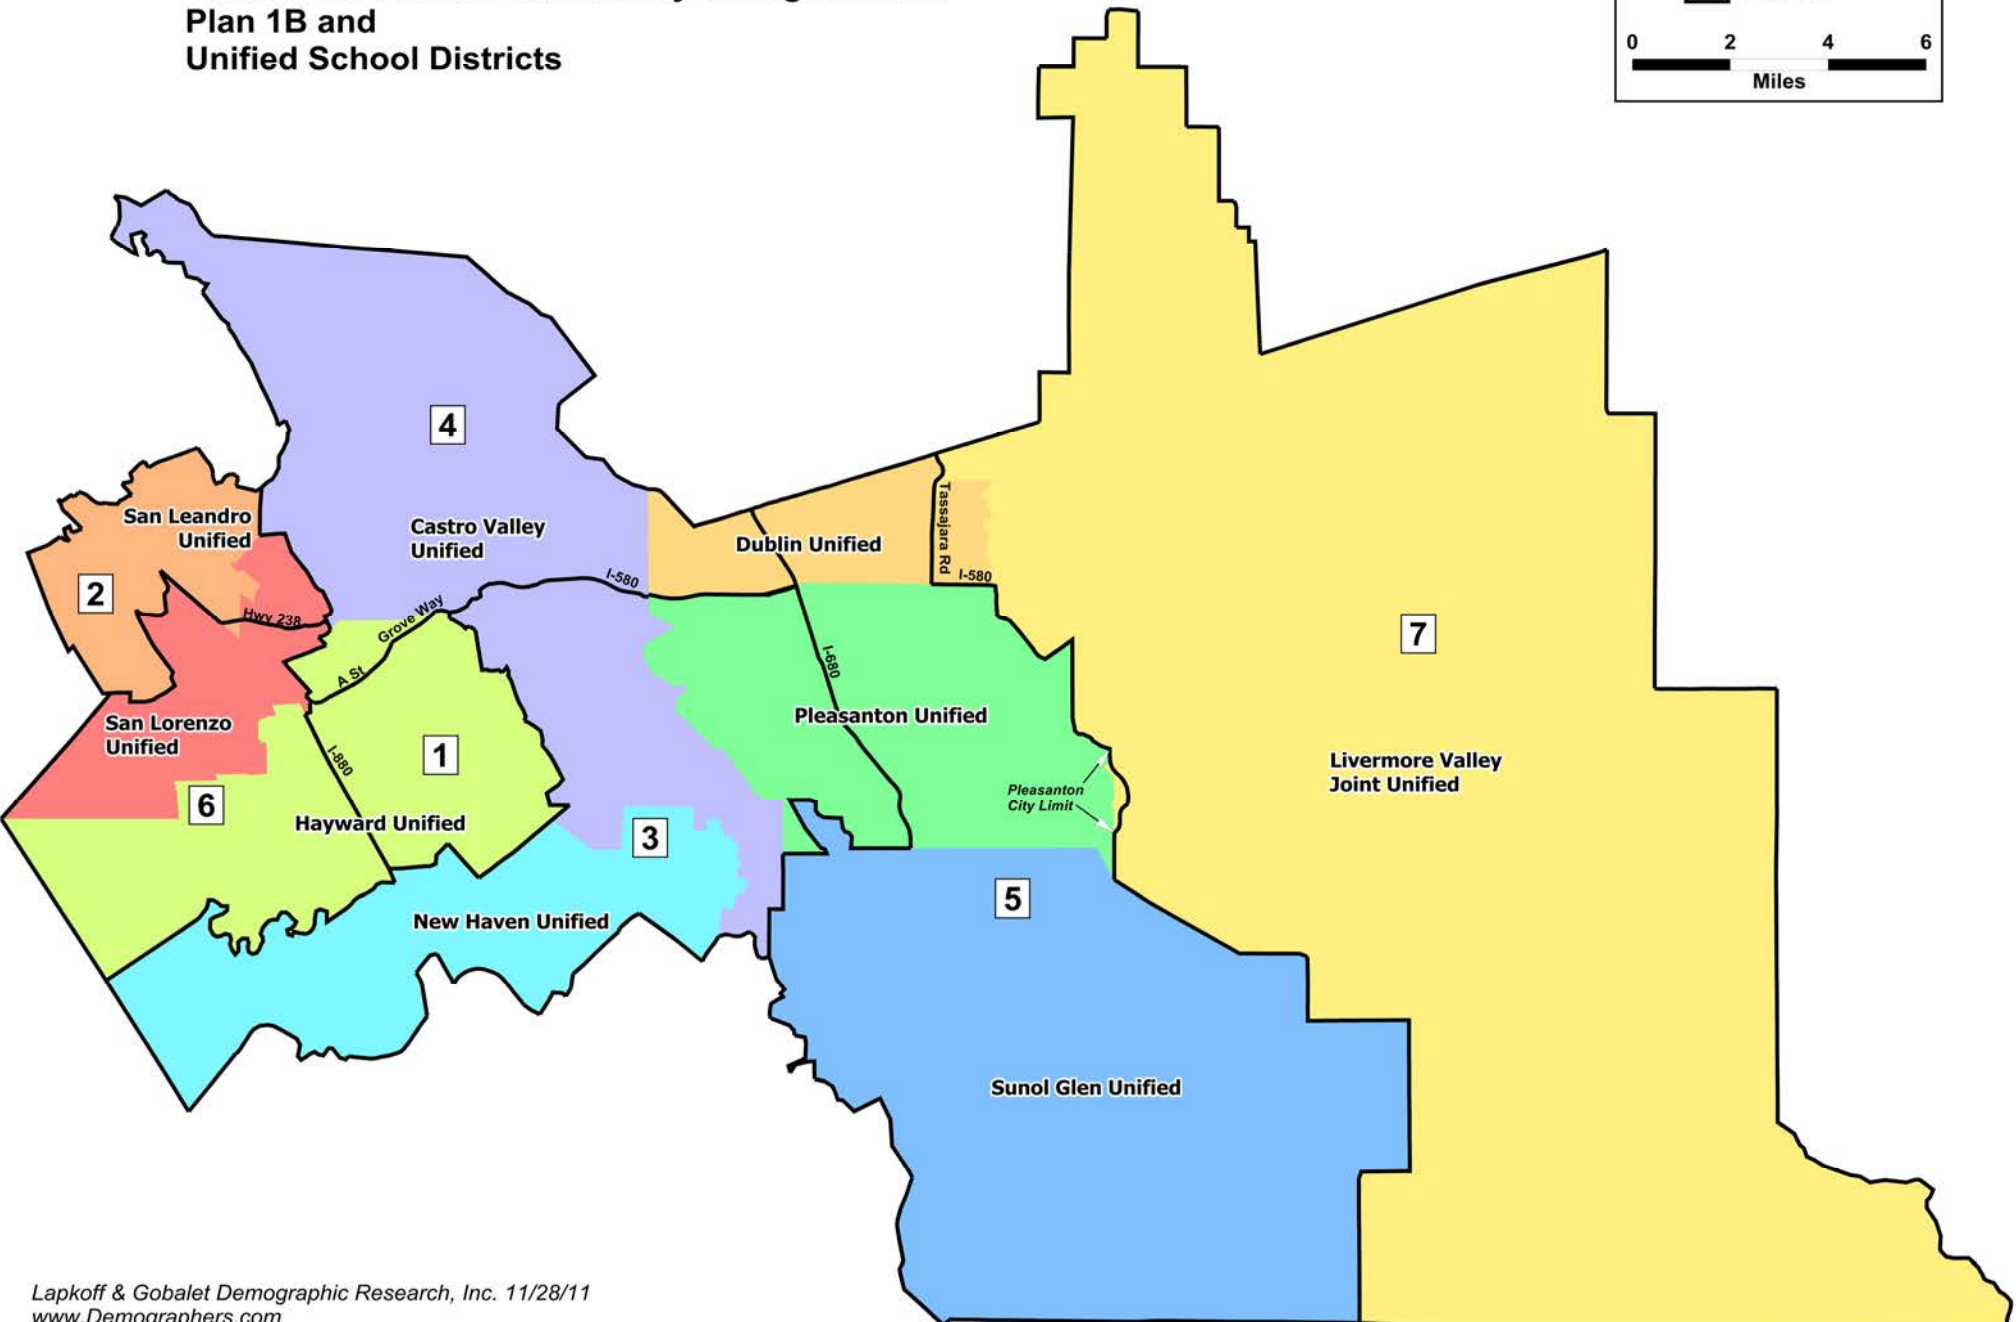 Plan 1B and
Unified School Districts
0 2 4 6
Miles
4
Castro Valley
Unified
San Leandro
Unified
2
Hwy 238
Grove Way
A St
I-580
Dublin Unified
Tassajara Rd
I-580
7
I-680
San Lorenzo
Unified
1
I-880
6
Hayward Unified
Pleasanton Unified
Pleasanton
City Limit
Livermore Valley
Joint Unified
3
New Haven Unified
5
Sunol Glen Unified
Lapkoff & Gobalet Demographic Research, Inc. 11/28/11
www.Demographers.com